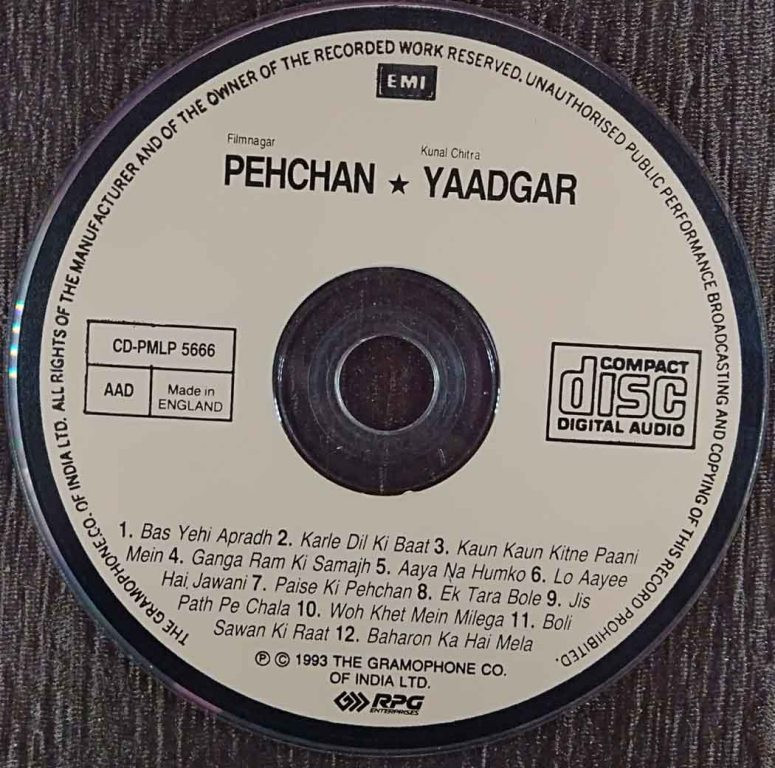 THE GRAMOPHONE CO. OF INDIA LTD. ALL RIGHTS OF THE MANUFACTURER AND OF THE OWNER OF THE RECORDED WORK RESERVED. UNAUTHORISED PUBLIC PERFORMANCE BROADCASTING AND COPYING OF THIS RECORD PROHIBITED.
EMI
Filmnagar Kunal Chitra
PEHCHAN ★ YAADGAR
CD-PMLP 5666
AAD Made in
ENGLAND
COMPACT
disc
DIGITAL AUDIO
1. Bas Yehi Apradh 2. Karle Dil Ki Baat 3. Kaun Kaun Kitne Paani
Mein 4. Ganga Ram Ki Samajh 5. Aaya Na Humko 6. Lo Aayee
Hai, Jawani 7. Paise Ki Pehchan 8. Ek Tara Bole 9. Jis
Path Pe Chala 10. Woh Khet Mein Milega 11. Boli
Sawan Ki Raat 12. Baharon Ka Hai Mela
℗ © 1993 THE GRAMOPHONE CO.
OF INDIA LTD.
RPG
ENTERPRISES